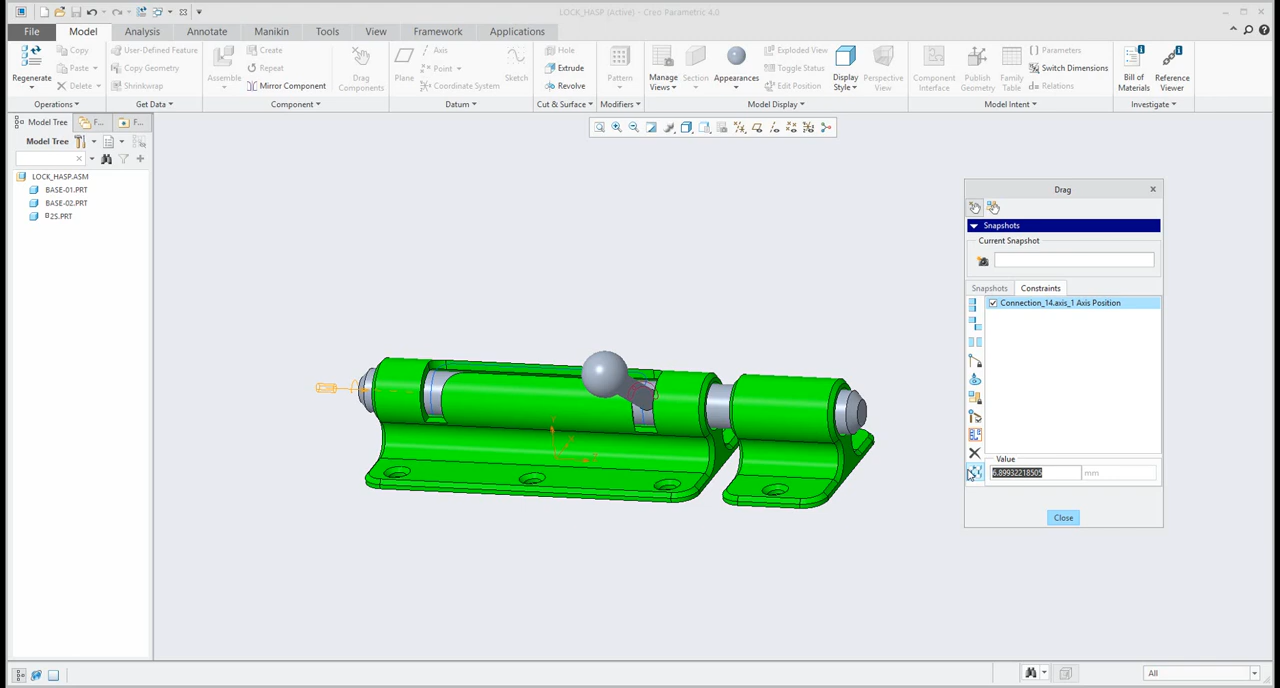 LOCK_HASP (Active) - Creo Parametric 4.0
File Model Analysis Annotate Manikin Tools View Framework Applications
Regenerate
Copy
Paste
Delete
Operations
User-Defined Feature
Copy Geometry
Shrinkwrap
Get Data
Assemble
Create
Repeat
Mirror Component
Drag
Components
Component
Plane
Axis
Point
Coordinate System
Sketch
Datum
Hole
Extrude
Revolve
Cut & Surface
Pattern
Modifiers
Manage
Views
Section
Appearances
Exploded View
Toggle Status
Edit Position
Display
Style
Perspective
View
Model Display
Component
Interface
Publish
Geometry
Family
Table
Parameters
Switch Dimensions
Relations
Model Intent
Bill of
Materials
Reference
Viewer
Investigate
Model Tree F... F...
Model Tree
LOCK_HASP.ASM
BASE-01.PRT
BASE-02.PRT
2S.PRT
Drag
Snapshots
Current Snapshot
Snapshots Constraints
Connection_14.axis_1 Axis Position
Value
6.89932218505 mm
Close
All